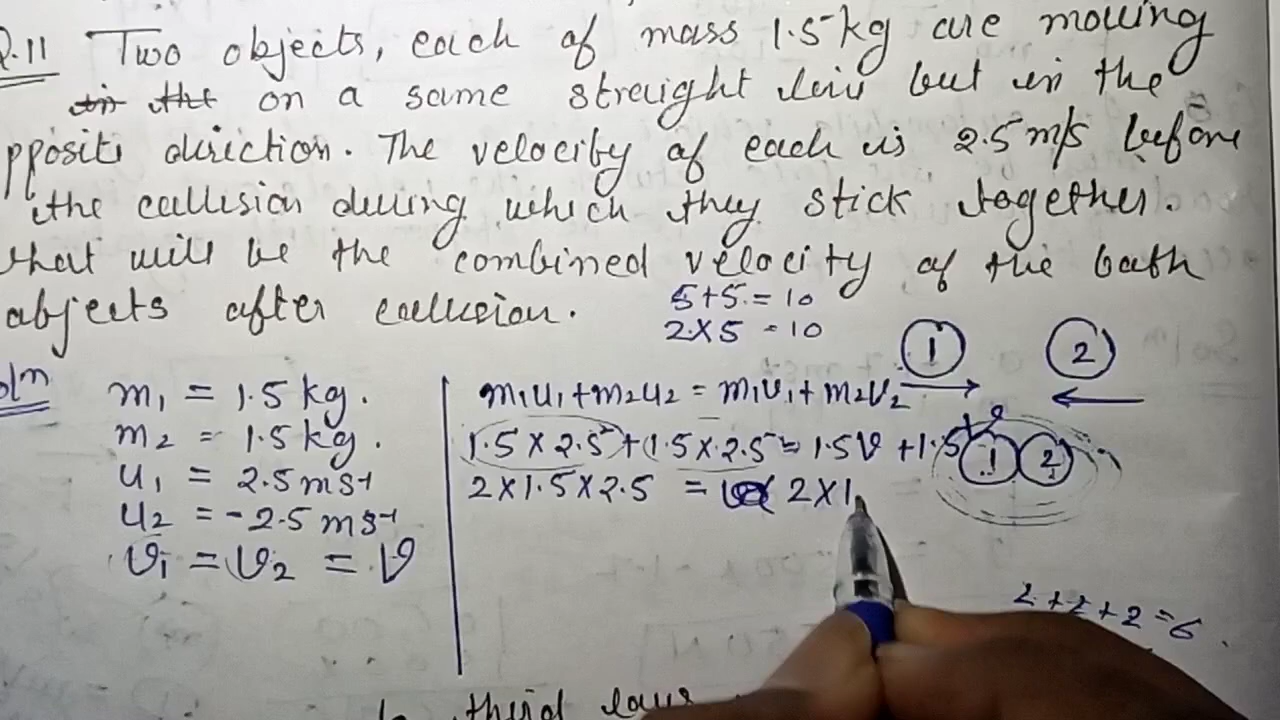 Q.11 Two objects, each of mass 1.5 kg are moving
in the on a same straight line but in the
pposite direction. The velocity of each is 2.5 m/s before
the collision during which they stick together.
what will be the combined velocity of the both
objects after collision.
5+5 = 10
2×5 = 10
1 2
soln
m1 = 1.5 kg.
m2 = 1.5 kg.
u1 = 2.5 ms-1
u2 = -2.5 ms-1
v1 = v2 = v
m1u1 + m2u2 = m1v1 + m2v2
1.5 × 2.5 + (1.5 × 2.5 = 1.5v + 1.5v
2 × 1.5 × 2.5 = 2×1
1 2
2+2+2=6.
third law